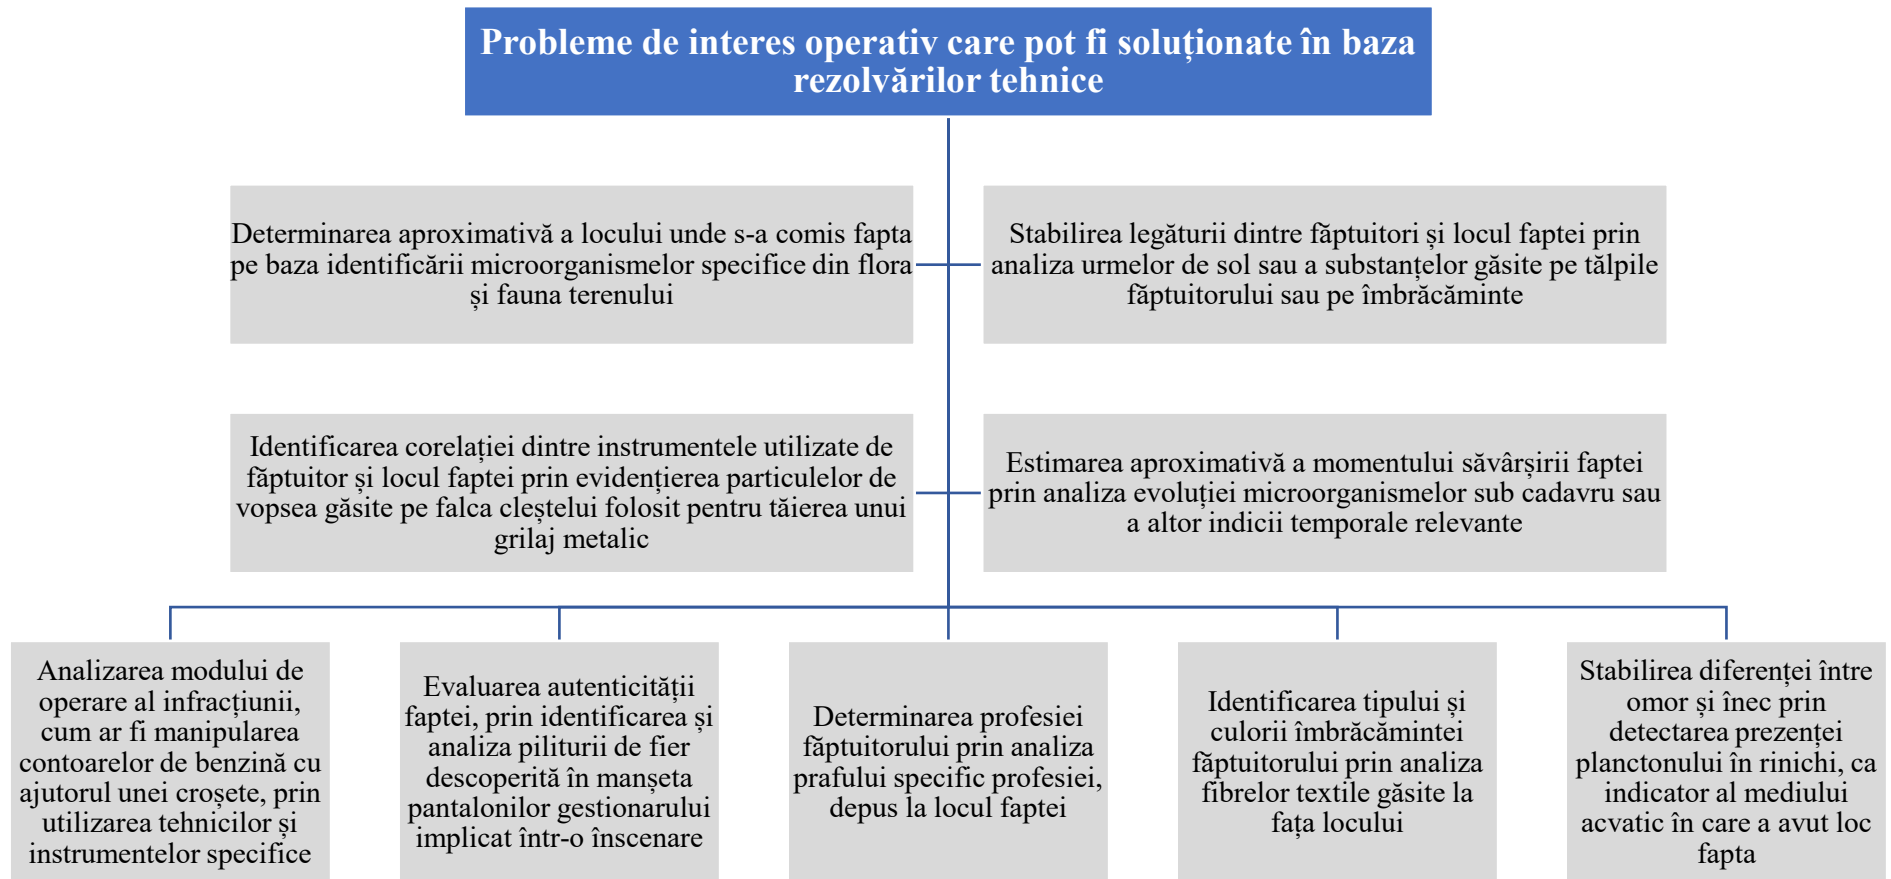 Probleme de interes operativ care pot fi soluționate în baza
rezolvărilor tehnice
Determinarea aproximativă a locului unde s-a comis fapta
pe baza identificării microorganismelor specifice din flora
și fauna terenului
Stabilirea legăturii dintre făptuitori și locul faptei prin
analiza urmelor de sol sau a substanțelor găsite pe tălpile
făptuitorului sau pe îmbrăcăminte
Identificarea corelației dintre instrumentele utilizate de
făptuitor și locul faptei prin evidențierea particulelor de
vopsea găsite pe falca cleștelui folosit pentru tăierea unui
grilaj metalic
Estimarea aproximativă a momentului săvârșirii faptei
prin analiza evoluției microorganismelor sub cadavru sau
a altor indicii temporale relevante
Analizarea modului de
operare al infracțiunii,
cum ar fi manipularea
contoarelor de benzină cu
ajutorul unei croșete, prin
utilizarea tehnicilor și
instrumentelor specifice
Evaluarea autenticității
faptei, prin identificarea și
analiza piliturii de fier
descoperită în manșeta
pantalonilor gestionarului
implicat într-o înscenare
Determinarea profesiei
făptuitorului prin analiza
prafului specific profesiei,
depus la locul faptei
Identificarea tipului și
culorii îmbrăcămintei
făptuitorului prin analiza
fibrelor textile găsite la
fața locului
Stabilirea diferenței între
omor și înec prin
detectarea prezenței
planctonului în rinichi, ca
indicator al mediului
acvatic în care a avut loc
fapta